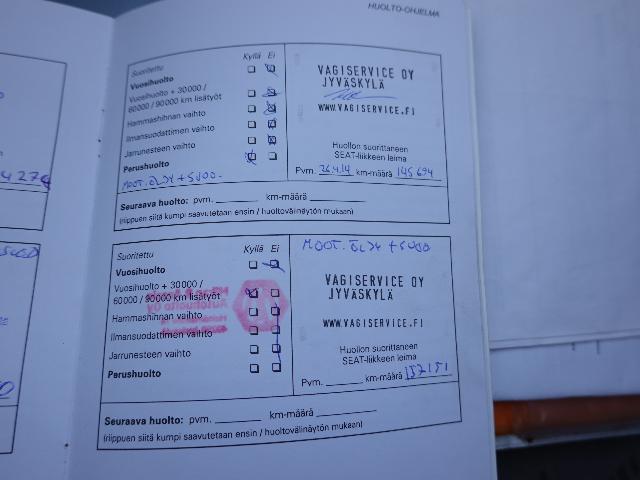 HUOLTO-OHJELMA
Suoritettu Kyllä Ei
Vuosihuolto
Vuosihuolto + 30000 /
60000 / 90000 km lisätyöt
Hammashihnan vaihto
Ilmansuodattimen vaihto
Jarrunesteen vaihto
Perushuolto
MOOT. ÖLJY + SUOD.
VAGISERVICE OY
JYVÄSKYLÄ
WWW.VAGISERVICE.FI
Huollon suorittaneen
SEAT-liikkeen leima
Pvm. 26.4.14 km-määrä 145694
Seuraava huolto: pvm. km-määrä
(riippuen siitä kumpi saavutetaan ensin / huoltovälinäytön mukaan)
Suoritettu Kyllä Ei
Vuosihuolto
Vuosihuolto + 30000 /
60000 / 90000 km lisätyöt
Hammashihnan vaihto
Ilmansuodattimen vaihto
Jarrunesteen vaihto
Perushuolto
MOOT. ÖLJY + SUOD
VAGISERVICE OY
JYVÄSKYLÄ
WWW.VAGISERVICE.FI
Huollon suorittaneen
SEAT-liikkeen leima
Pvm. km-määrä 157151
Seuraava huolto: pvm. km-määrä
(riippuen siitä kumpi saavutetaan ensin / huoltovälinäytön mukaan)